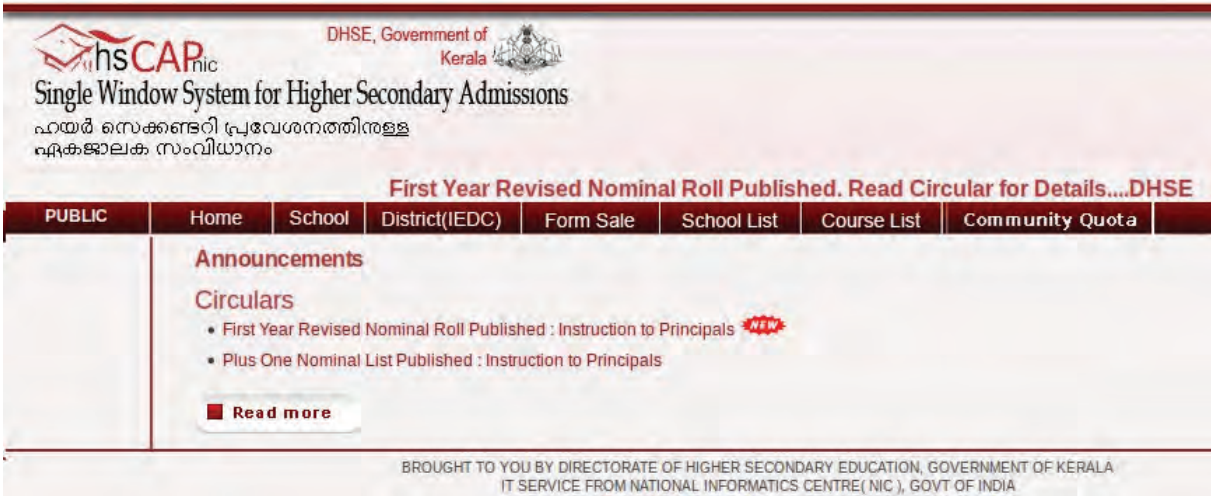 DHSE, Government of
Kerala
hsCAPnic
Single Window System for Higher Secondary Admissions
ഹയർ സെക്കണ്ടറി പ്രവേശനത്തിനുള്ള
ഏകജാലക സംവിധാനം
First Year Revised Nominal Roll Published. Read Circular for Details....DHSE
PUBLIC Home School District(IEDC) Form Sale School List Course List Community Quota
Announcements
Circulars
• First Year Revised Nominal Roll Published : Instruction to Principals NEW
• Plus One Nominal List Published : Instruction to Principals
Read more
BROUGHT TO YOU BY DIRECTORATE OF HIGHER SECONDARY EDUCATION, GOVERNMENT OF KERALA
IT SERVICE FROM NATIONAL INFORMATICS CENTRE( NIC ), GOVT OF INDIA